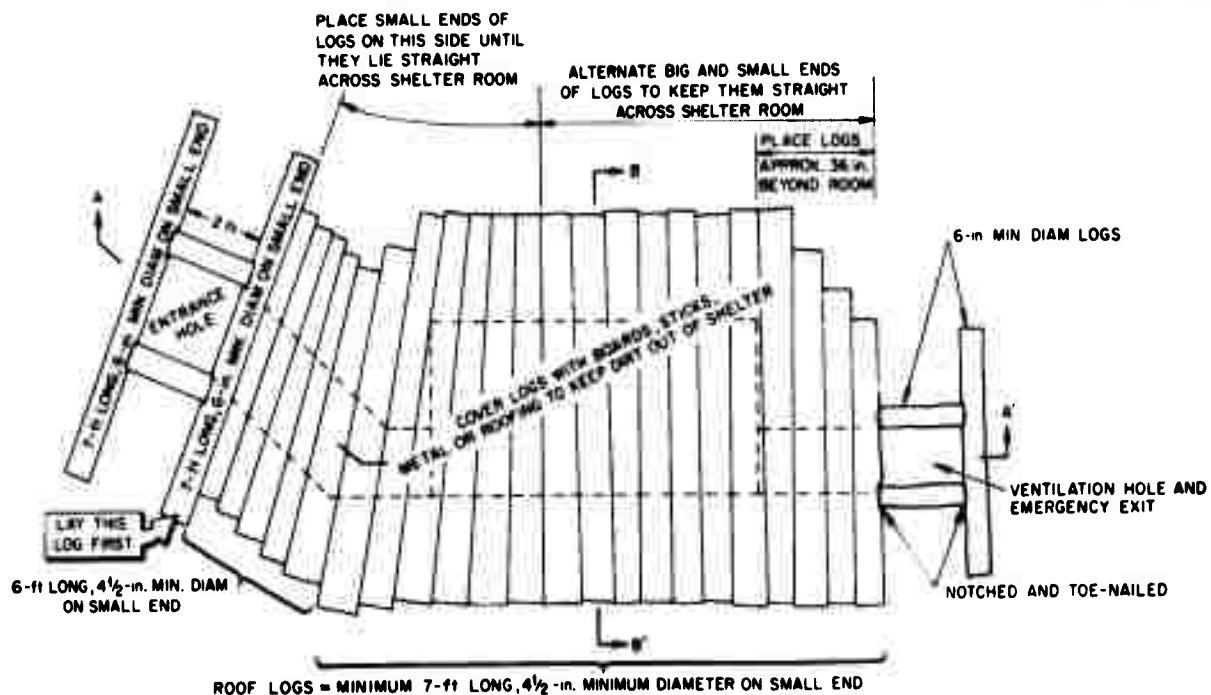 PLACE SMALL ENDS OF
LOGS ON THIS SIDE UNTIL
THEY LIE STRAIGHT
ACROSS SHELTER ROOM
ALTERNATE BIG AND SMALL ENDS
OF LOGS TO KEEP THEM STRAIGHT
ACROSS SHELTER ROOM
PLACE LOGS
APPROX. 36 in.
BEYOND ROOM
B
A
7-ft LONG, 6-in MIN DIAM ON SMALL END
2 ft
ENTRANCE
HOLE
7-ft LONG, 6-in MIN DIAM ON SMALL END
COVER LOGS WITH BOARDS, STICKS,
METAL OR ROOFING TO KEEP DIRT OUT OF SHELTER
6-in MIN DIAM LOGS
A'
VENTILATION HOLE AND
EMERGENCY EXIT
LAY THIS
LOG FIRST
6-ft LONG, 4½-in. MIN. DIAM
ON SMALL END
NOTCHED AND TOE-NAILED
B'
ROOF LOGS = MINIMUM 7-ft LONG, 4½-in. MINIMUM DIAMETER ON SMALL END